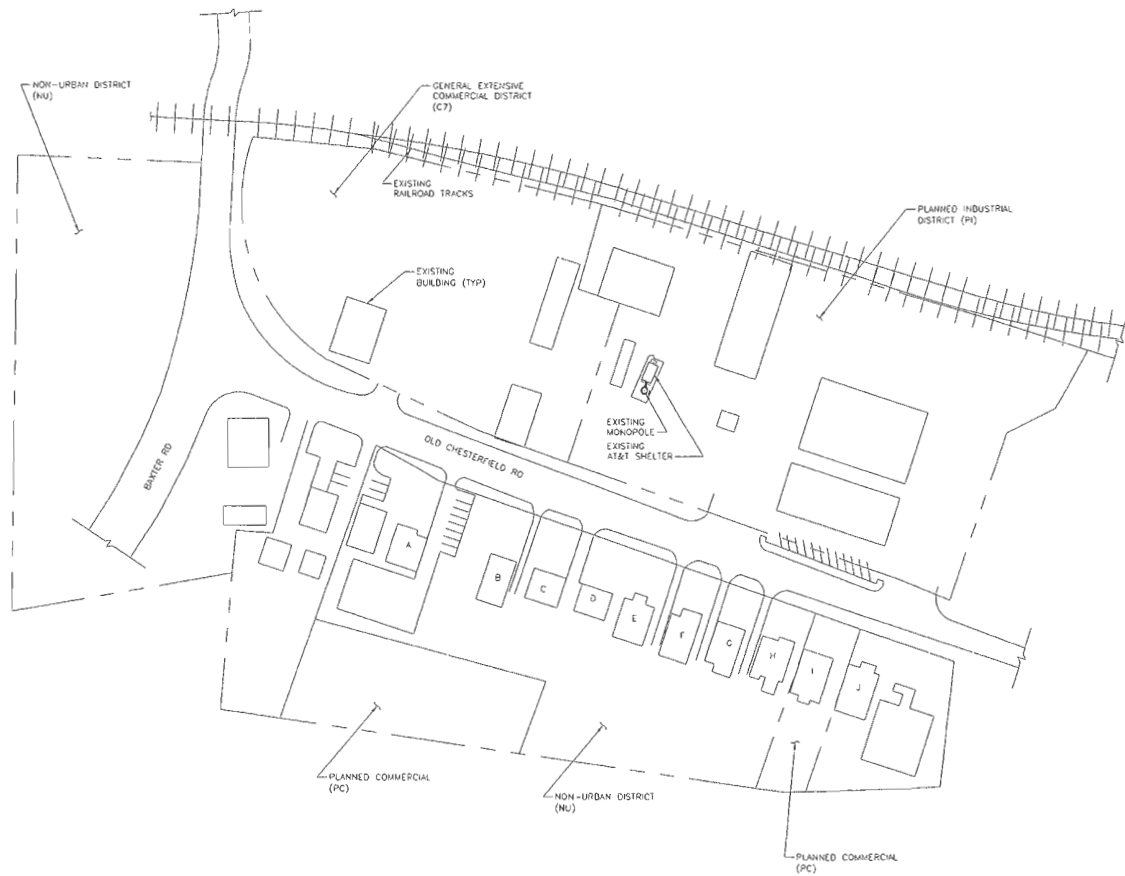 NON-URBAN DISTRICT
(NU)
GENERAL EXTENSIVE
COMMERCIAL DISTRICT
(C7)
EXISTING
RAILROAD TRACKS
PLANNED INDUSTRIAL
DISTRICT (PI)
EXISTING
BUILDING (TYP)
EXISTING
MONOPOLE
EXISTING
AT&T SHELTER
OLD CHESTERFIELD RD
BAXTER RD
A
B
C
D
E
F
G
H
I
J
PLANNED COMMERCIAL
(PC)
NON-URBAN DISTRICT
(NU)
PLANNED COMMERCIAL
(PC)